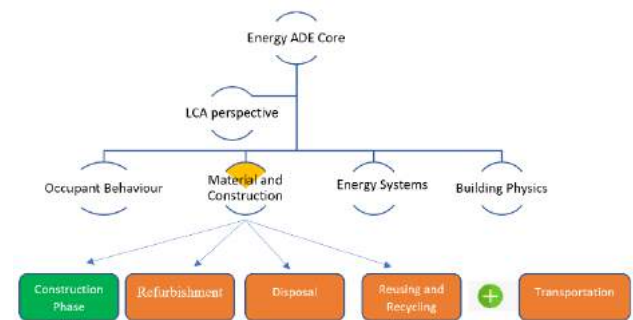 Energy ADE Core
LCA perspective
Occupant Behaviour
Material and
Construction
Energy Systems
Building Physics
Construction
Phase
Refurbishment
Disposal
Reusing and
Recycling
Transportation